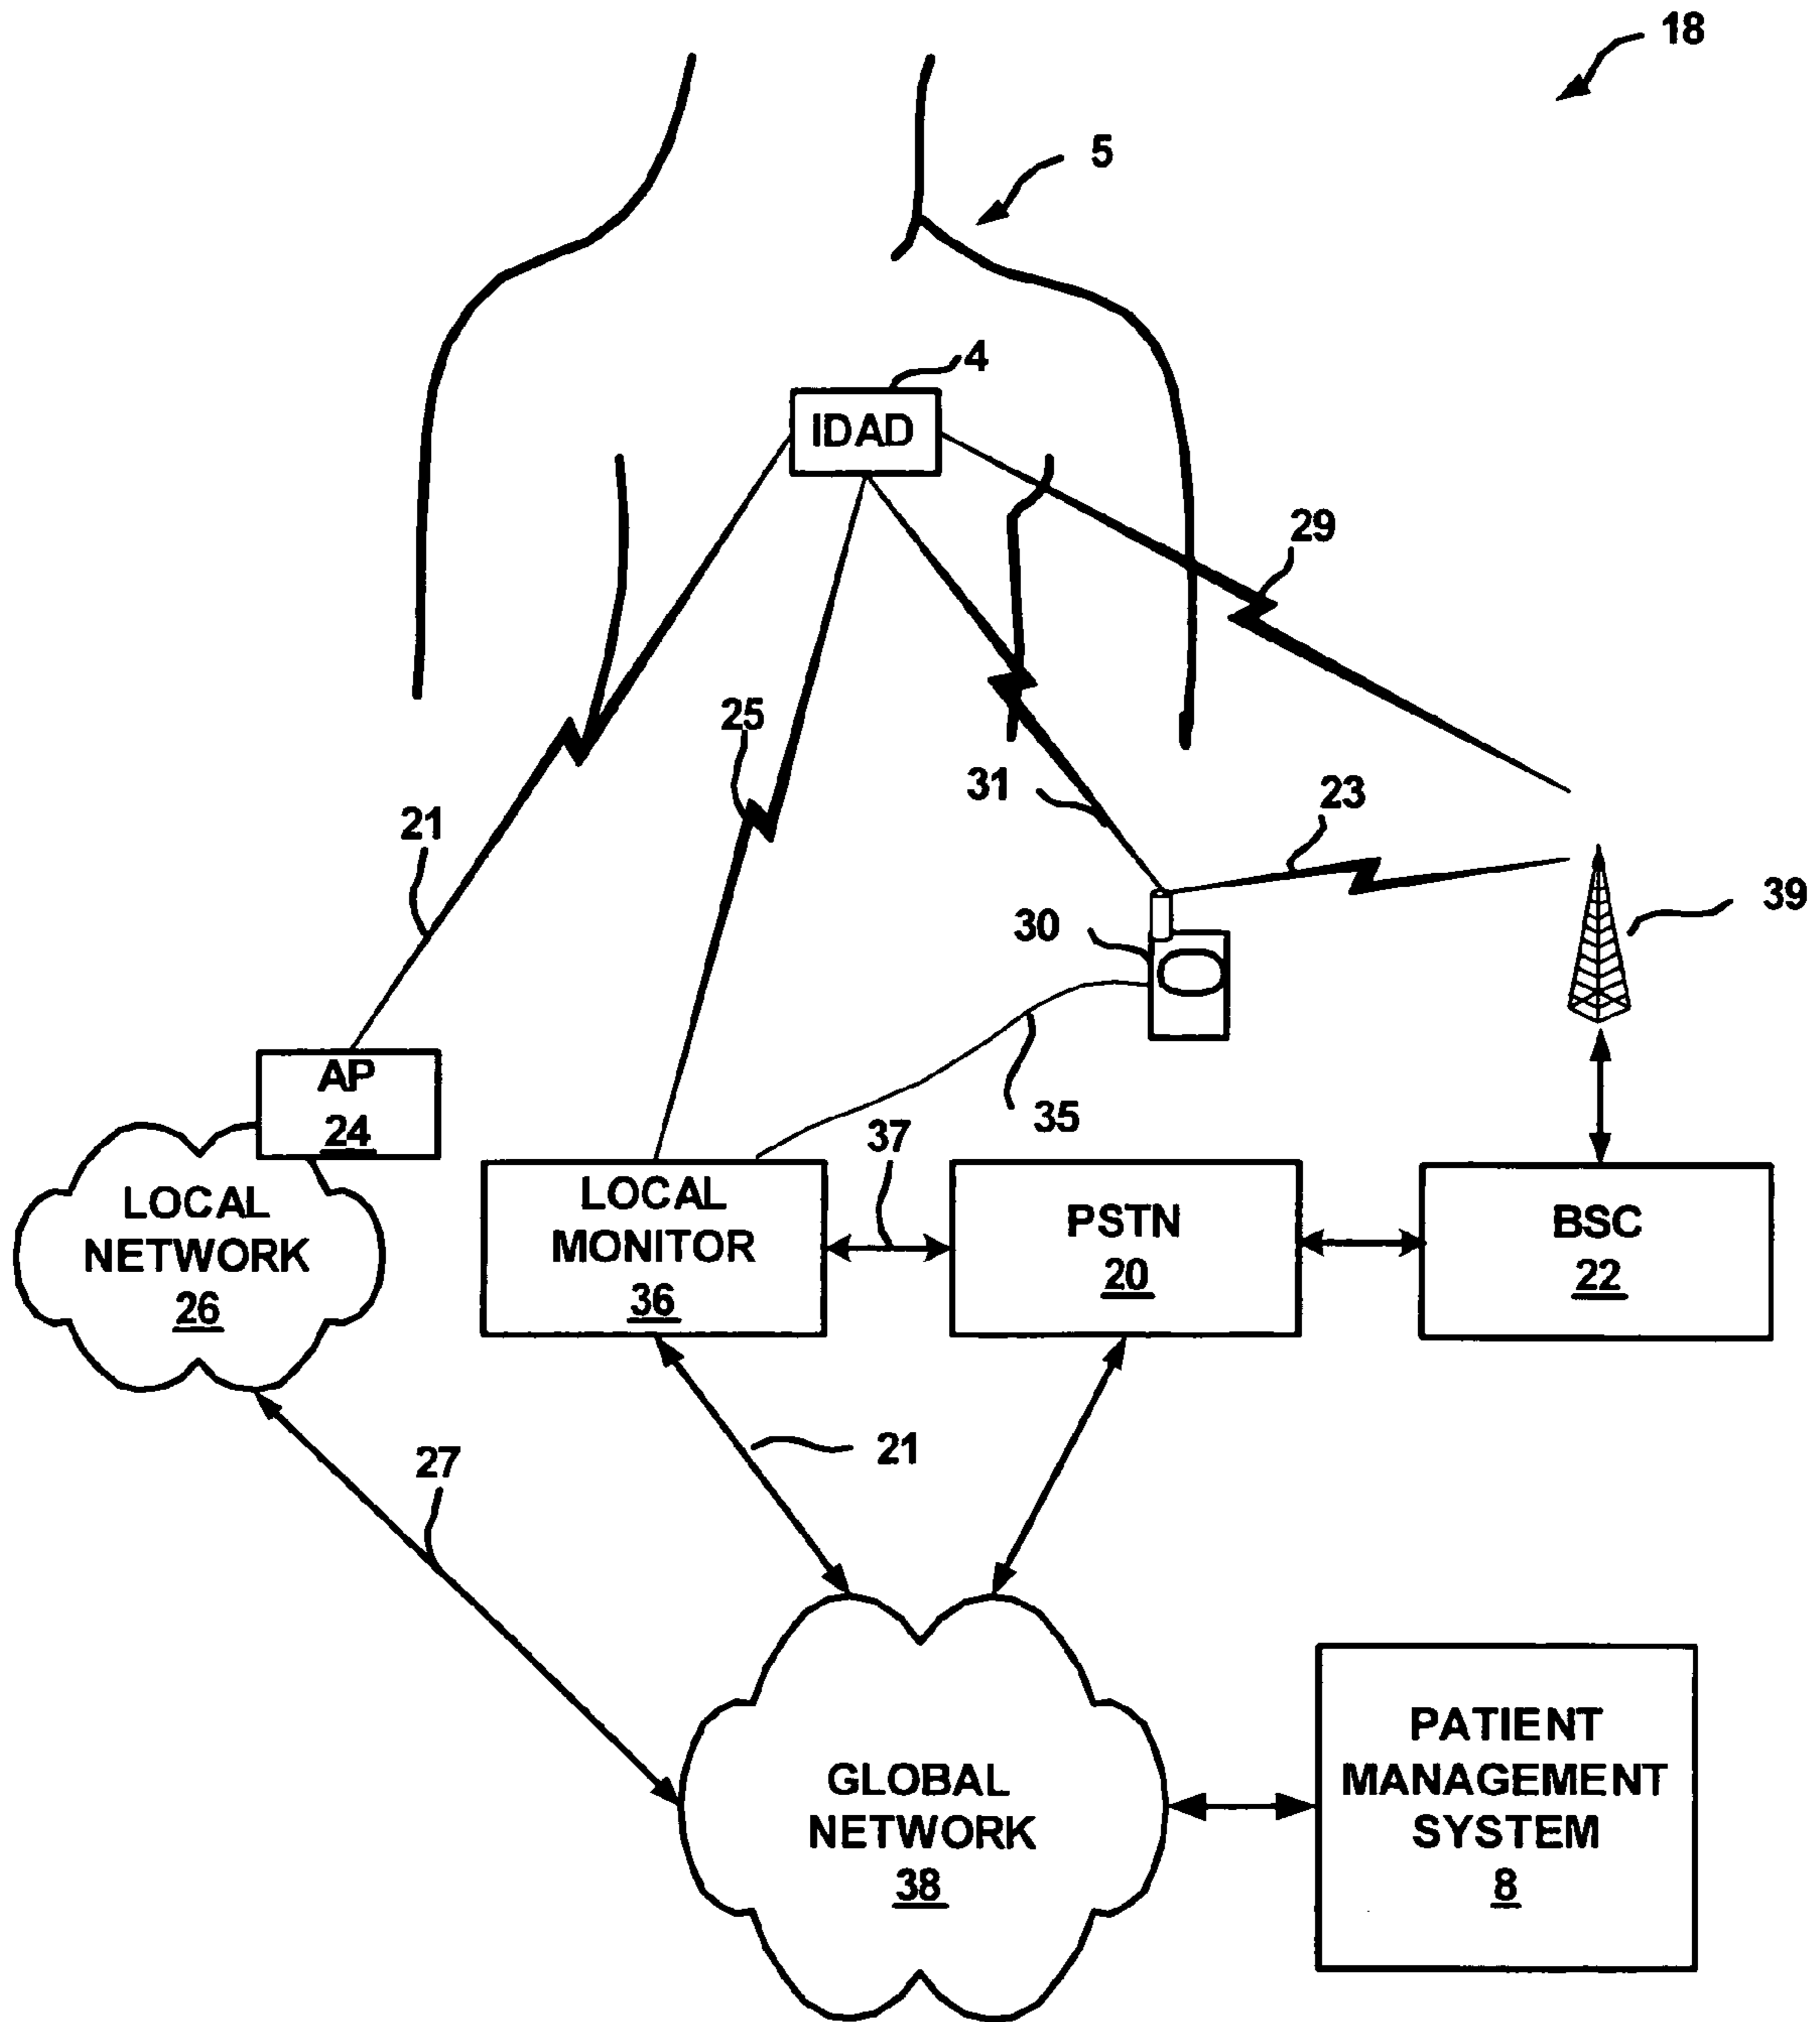 18
5
4
IDAD
29
25
31
23
21
39
30
AP
24
35
37
LOCAL
NETWORK
26
LOCAL
MONITOR
36
PSTN
20
BSC
22
21
27
GLOBAL
NETWORK
38
PATIENT
MANAGEMENT
SYSTEM
8